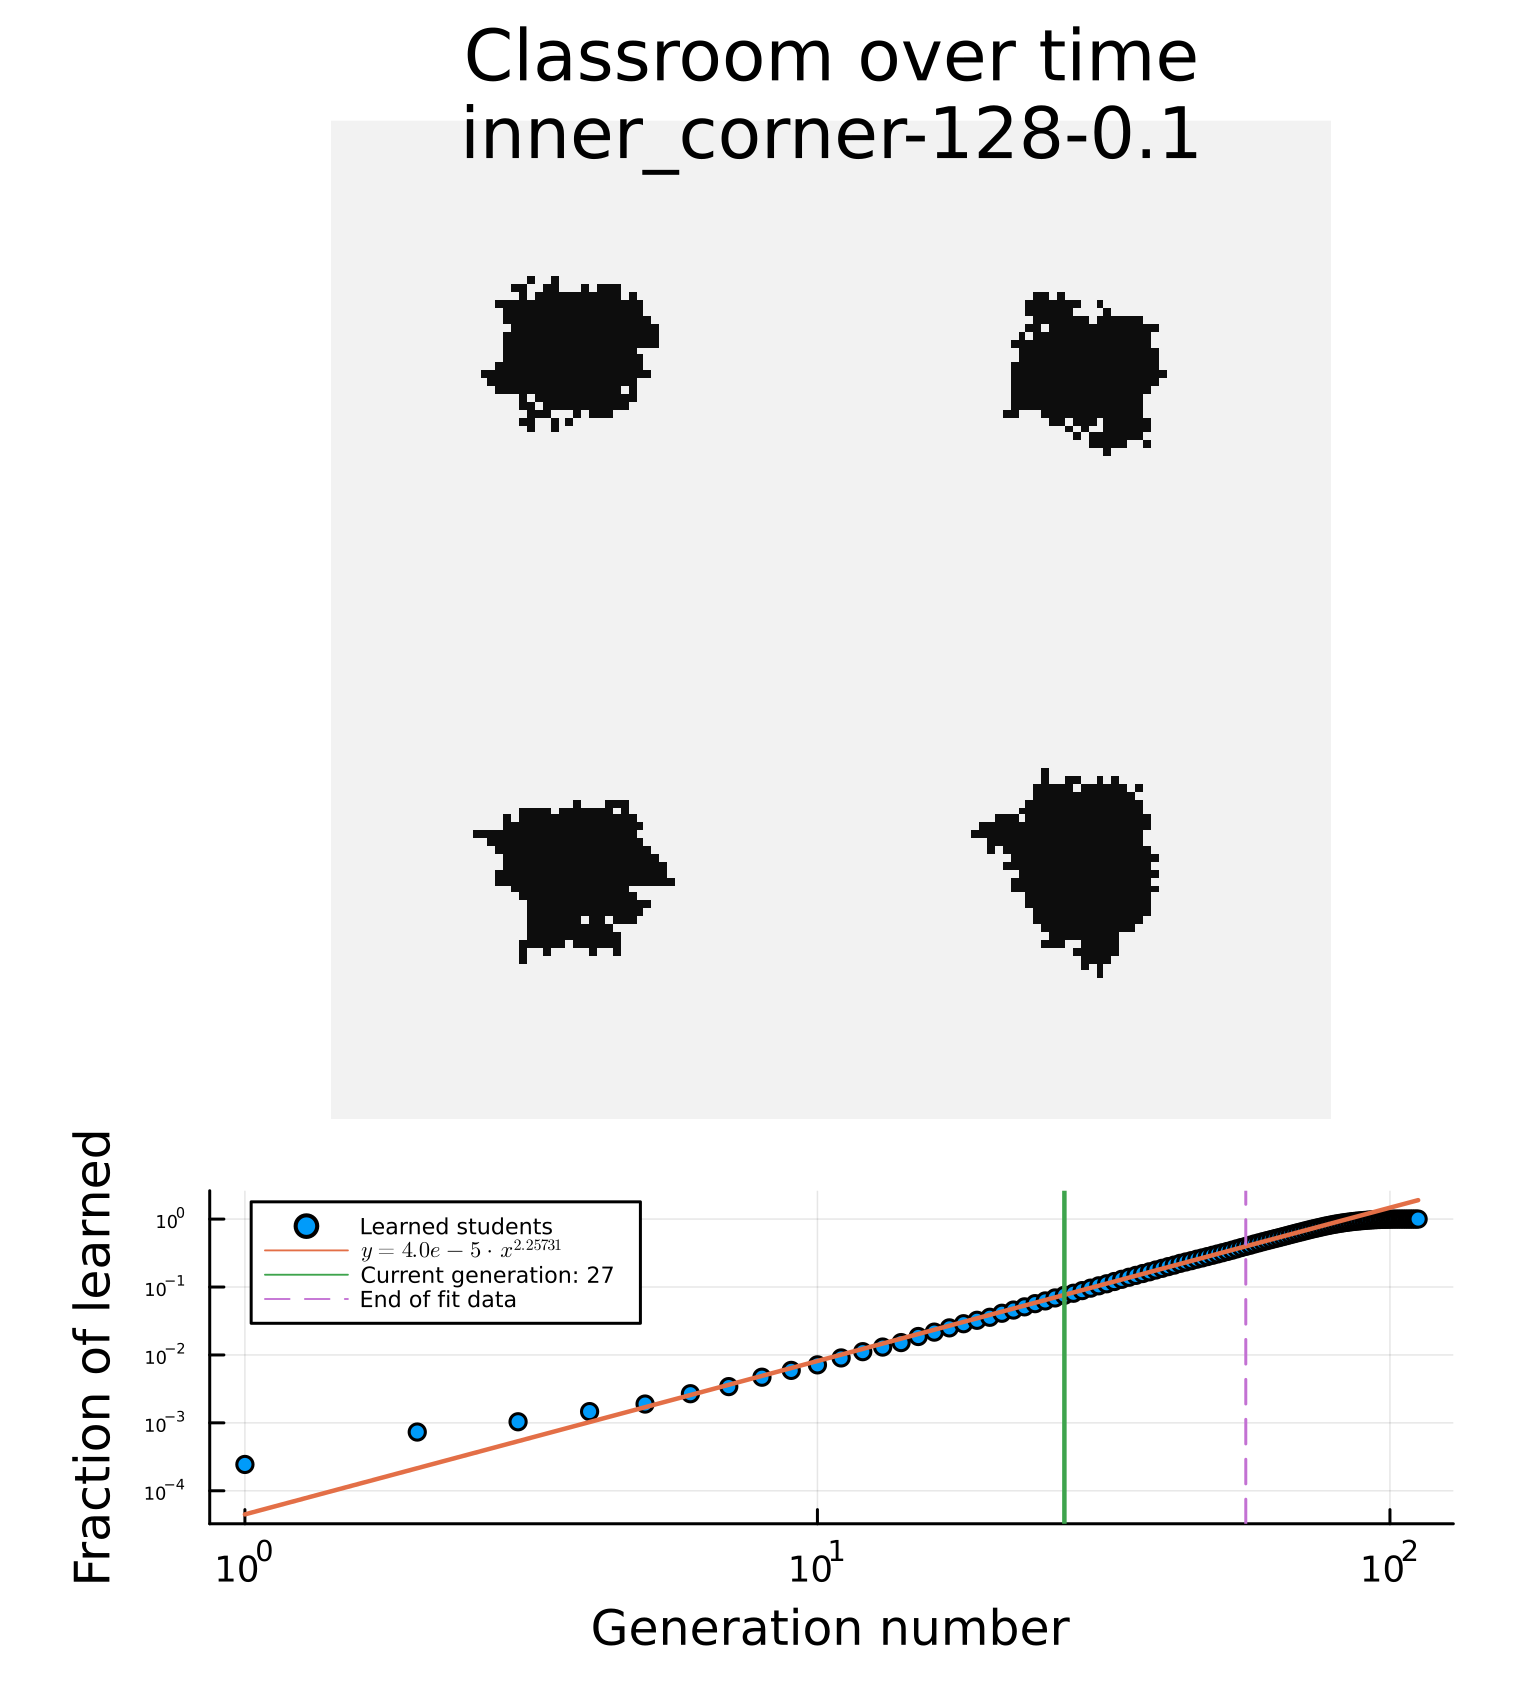 Classroom over time
inner_corner-128-0.1
Fraction of learned
10^0
10^-1
10^-2
10^-3
10^-4
Learned students
y = 4.0e − 5 · x^2.25731
Current generation: 27
End of fit data
10^0 10^1 10^2
Generation number